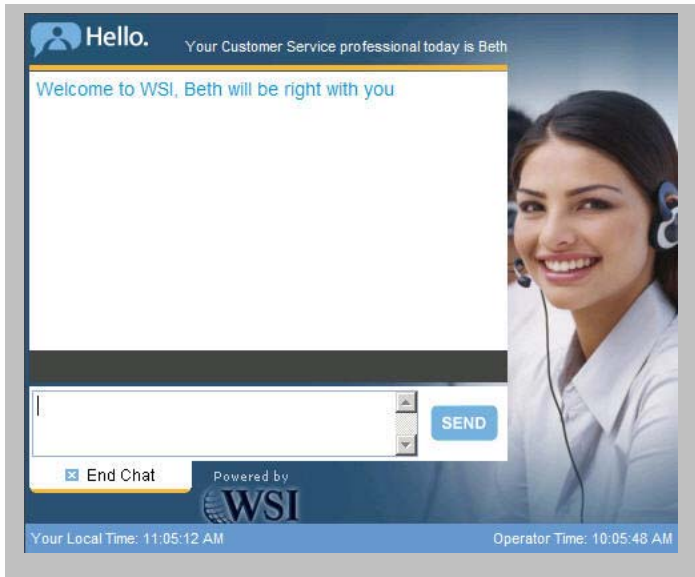 Hello.
Your Customer Service professional today is Beth
Welcome to WSI, Beth will be right with you
SEND
End Chat
Powered by
WSI
Your Local Time: 11:05:12 AM
Operator Time: 10:05:48 AM